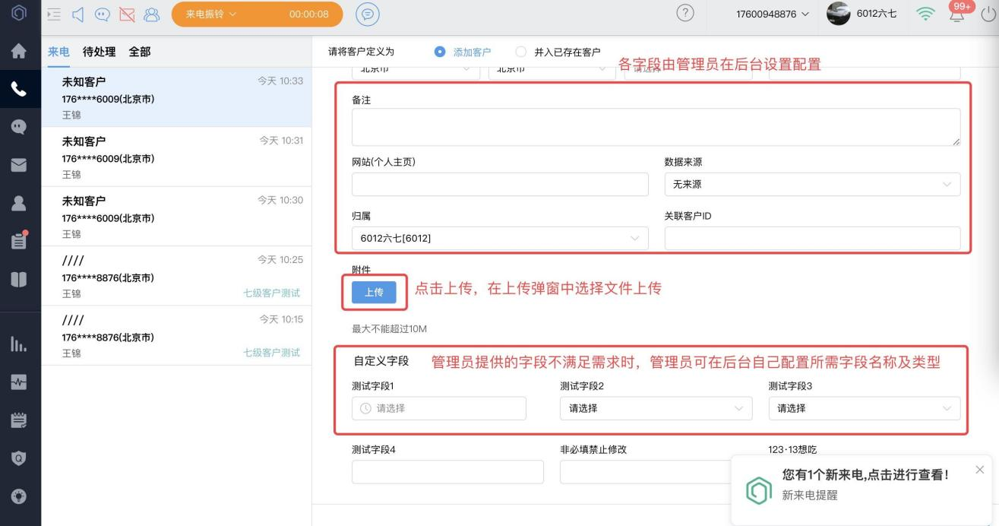 来电振铃 00:00:08
17600948876
6012六七
99+
来电 待处理 全部
请将客户定义为 添加客户 并入已存在客户
各字段由管理员在后台设置配置
北京市 北京市 请选择
未知客户 今天 10:33
176****6009(北京市)
王锦
未知客户 今天 10:31
176****6009(北京市)
王锦
未知客户 今天 10:30
176****6009(北京市)
王锦
//// 今天 10:25
176****8876(北京市)
王锦 七级客户测试
//// 今天 10:15
176****8876(北京市)
王锦 七级客户测试
备注
网站(个人主页) 数据来源
无来源
归属 关联客户ID
6012六七[6012]
附件
上传 点击上传，在上传弹窗中选择文件上传
最大不能超过10M
自定义字段 管理员提供的字段不满足需求时，管理员可在后台自己配置所需字段名称及类型
测试字段1 测试字段2 测试字段3
请选择 请选择 请选择
测试字段4 非必填禁止修改 123·13想吃
您有1个新来电,点击进行查看!
新来电提醒